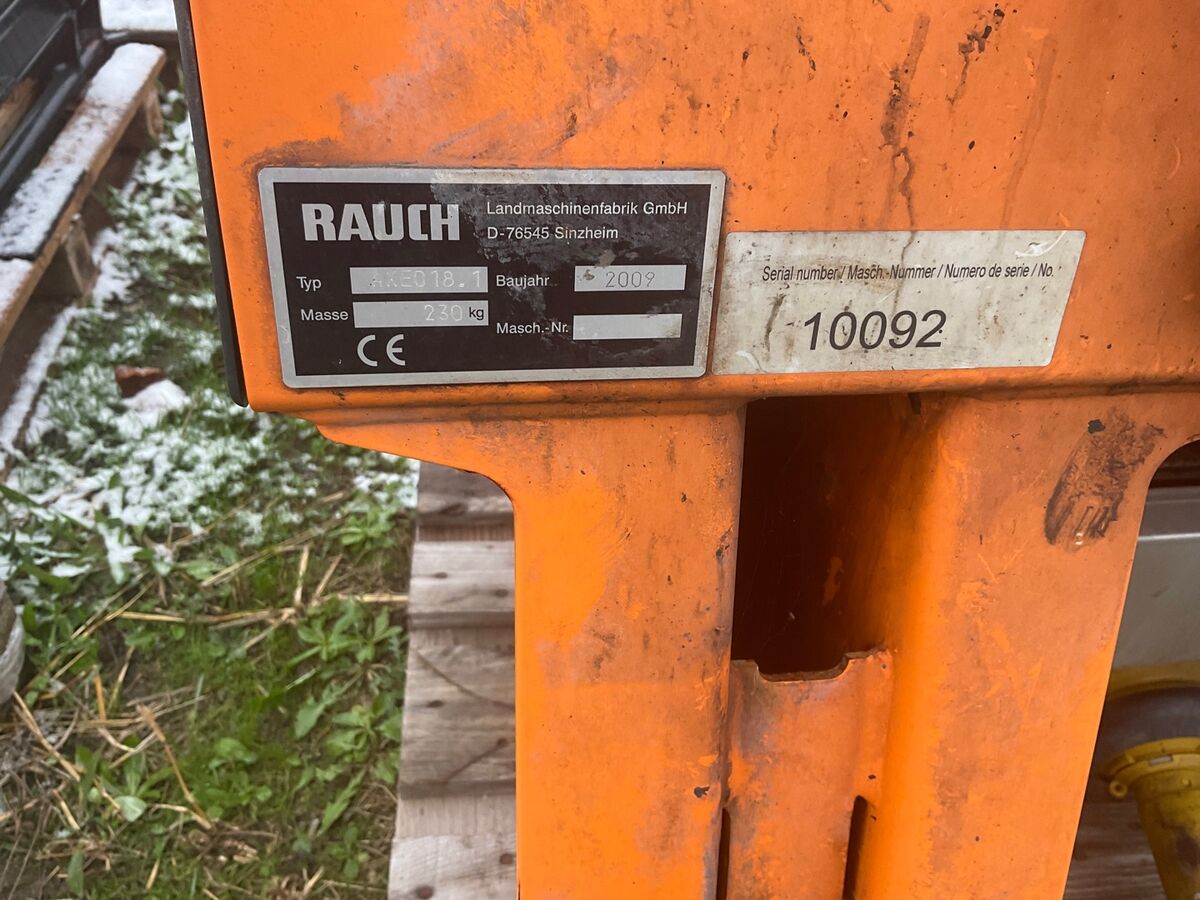 RAUCH
Landmaschinenfabrik GmbH
D-76545 Sinzheim
Typ AXE018.1 Baujahr 2009
Masse 230 kg Masch.-Nr.
CE
Serial number / Masch.-Nummer / Numero de serie / No.
10092